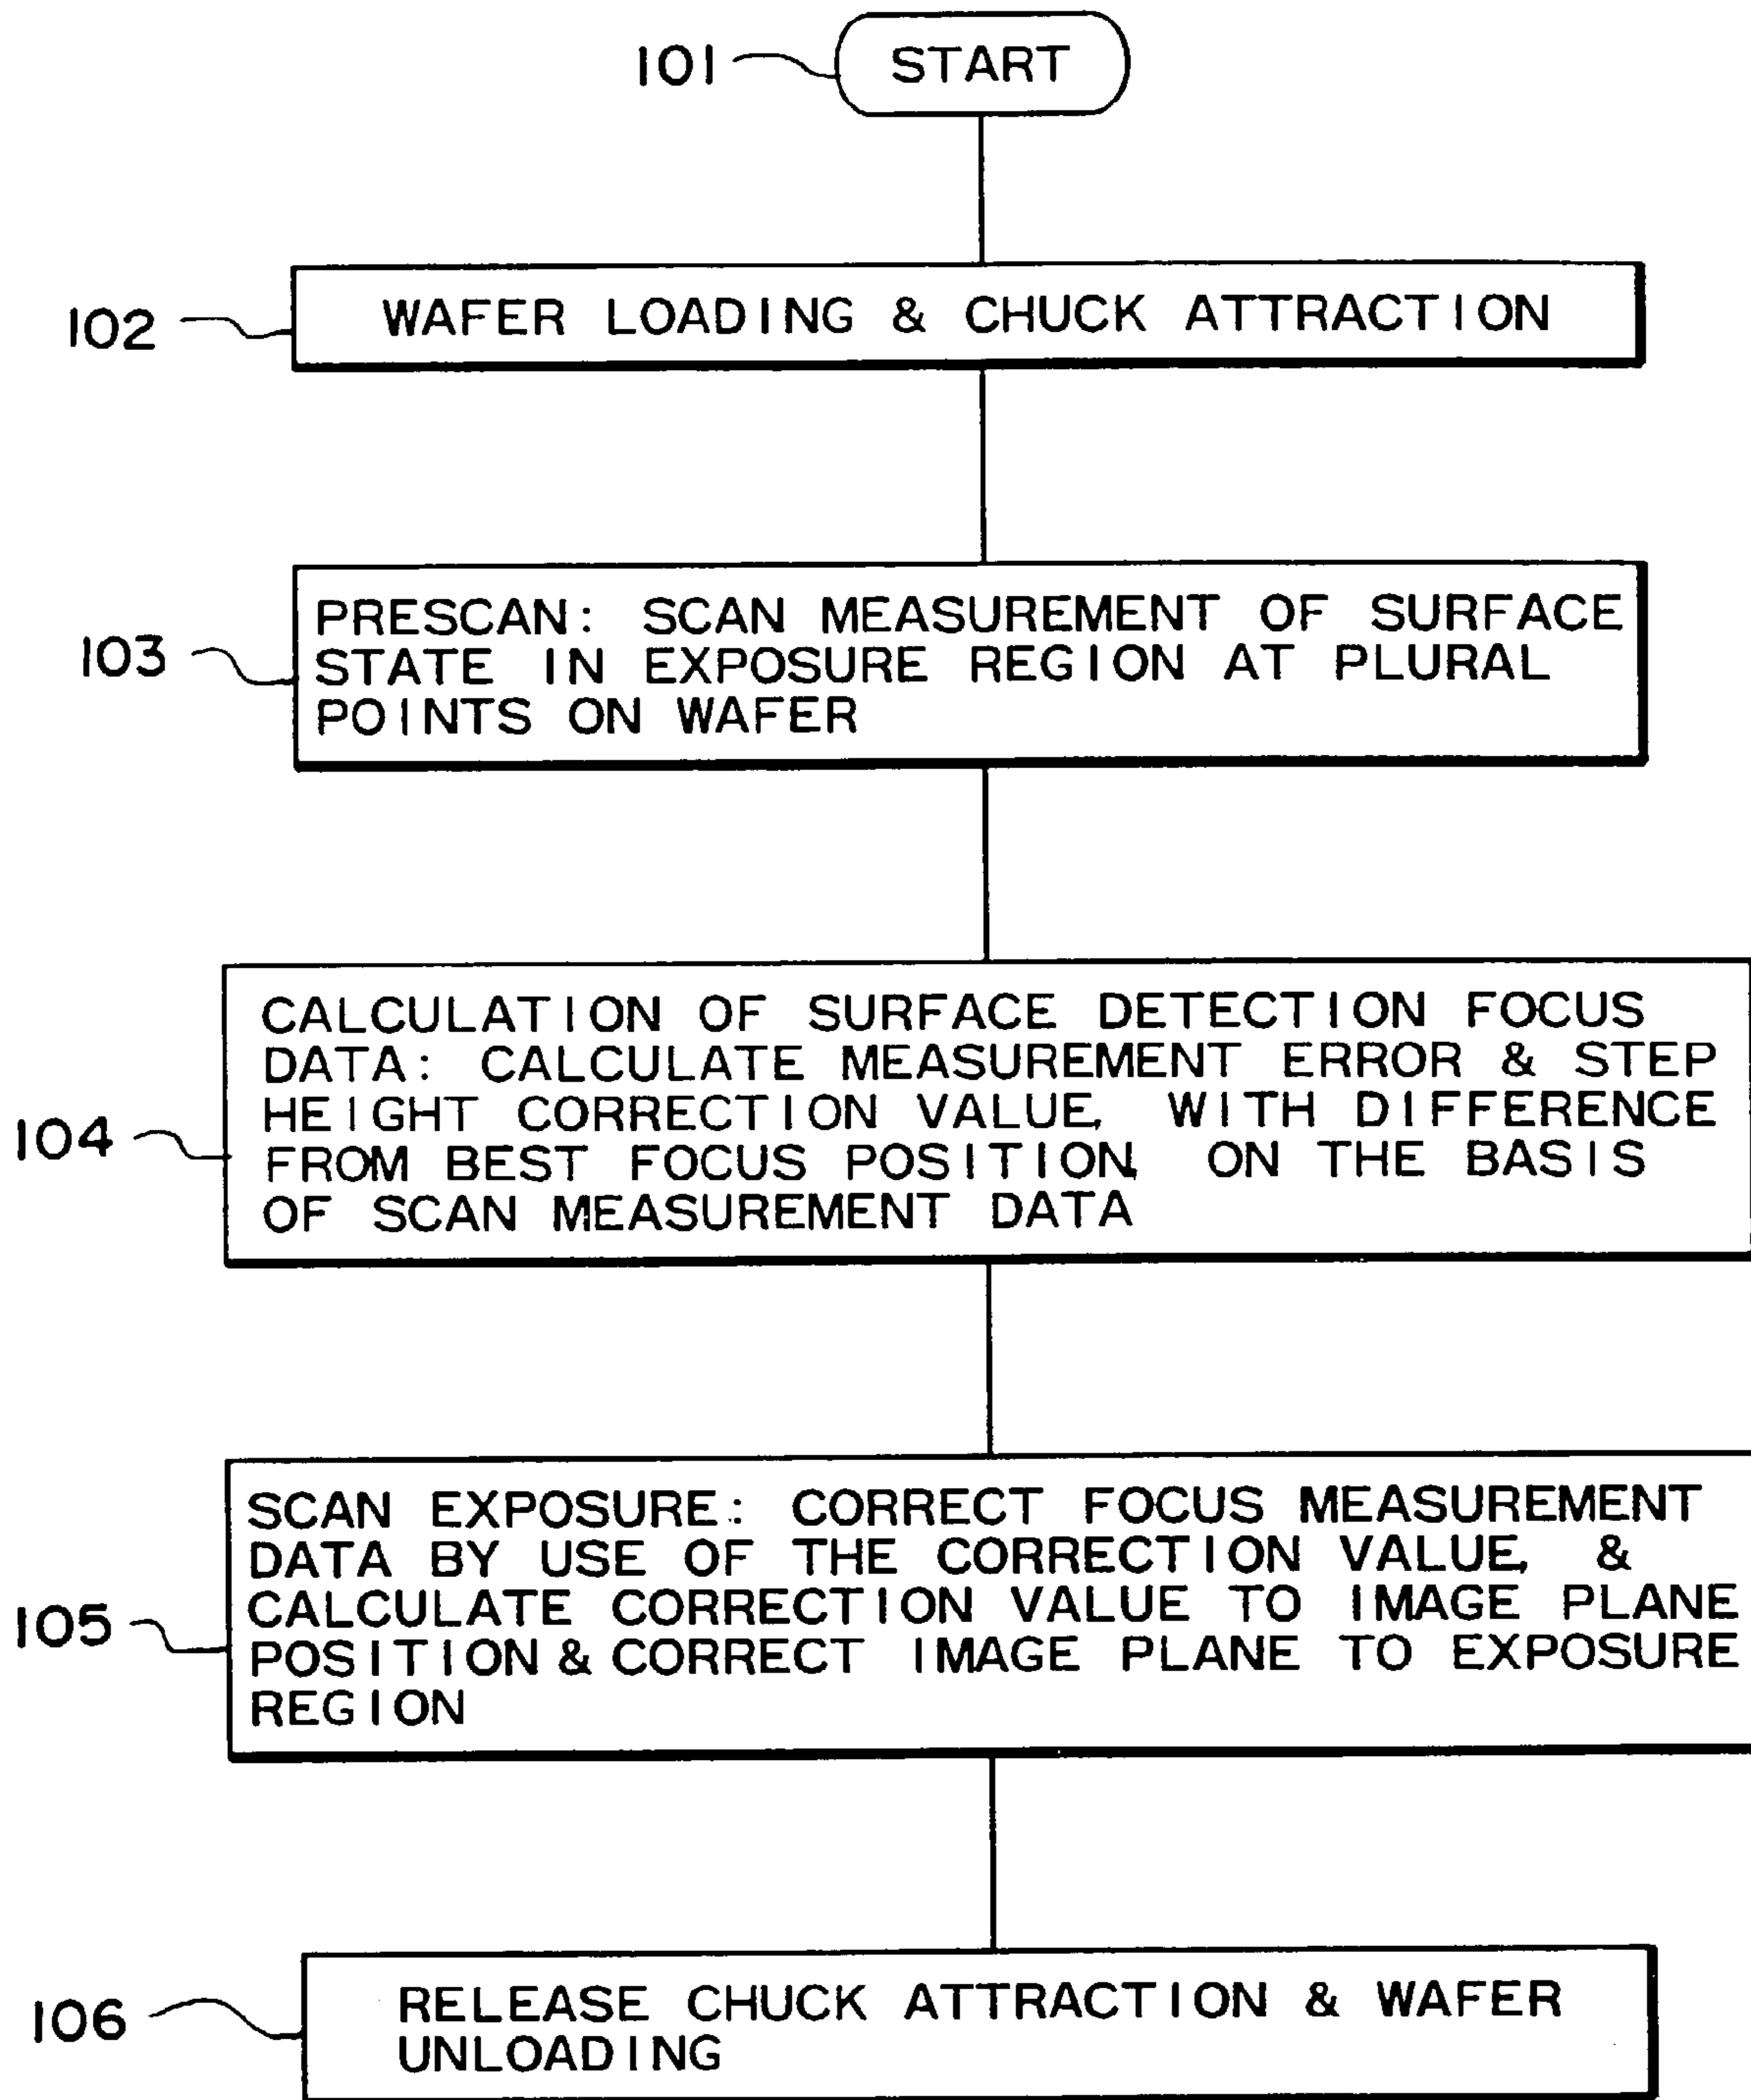 101 START
102 WAFER LOADING & CHUCK ATTRACTION
PRESCAN: SCAN MEASUREMENT OF SURFACE
103 STATE IN EXPOSURE REGION AT PLURAL
POINTS ON WAFER
CALCULATION OF SURFACE DETECTION FOCUS
DATA: CALCULATE MEASUREMENT ERROR & STEP
104 HEIGHT CORRECTION VALUE, WITH DIFFERENCE
FROM BEST FOCUS POSITION, ON THE BASIS
OF SCAN MEASUREMENT DATA
SCAN EXPOSURE: CORRECT FOCUS MEASUREMENT
DATA BY USE OF THE CORRECTION VALUE, &
105 CALCULATE CORRECTION VALUE TO IMAGE PLANE
POSITION & CORRECT IMAGE PLANE TO EXPOSURE
REGION
106 RELEASE CHUCK ATTRACTION & WAFER
UNLOADING